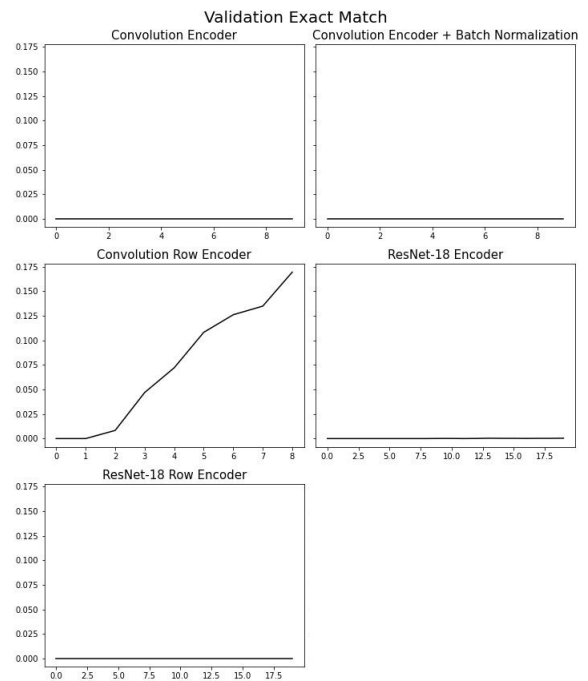 Validation Exact Match
Convolution Encoder
0.175
0.150
0.125
0.100
0.075
0.050
0.025
0.000
0 2 4 6 8
Convolution Encoder + Batch Normalization
0 2 4 6 8
Convolution Row Encoder
0.175
0.150
0.125
0.100
0.075
0.050
0.025
0.000
0 1 2 3 4 5 6 7 8
ResNet-18 Encoder
0.0 2.5 5.0 7.5 10.0 12.5 15.0 17.5
ResNet-18 Row Encoder
0.175
0.150
0.125
0.100
0.075
0.050
0.025
0.000
0.0 2.5 5.0 7.5 10.0 12.5 15.0 17.5